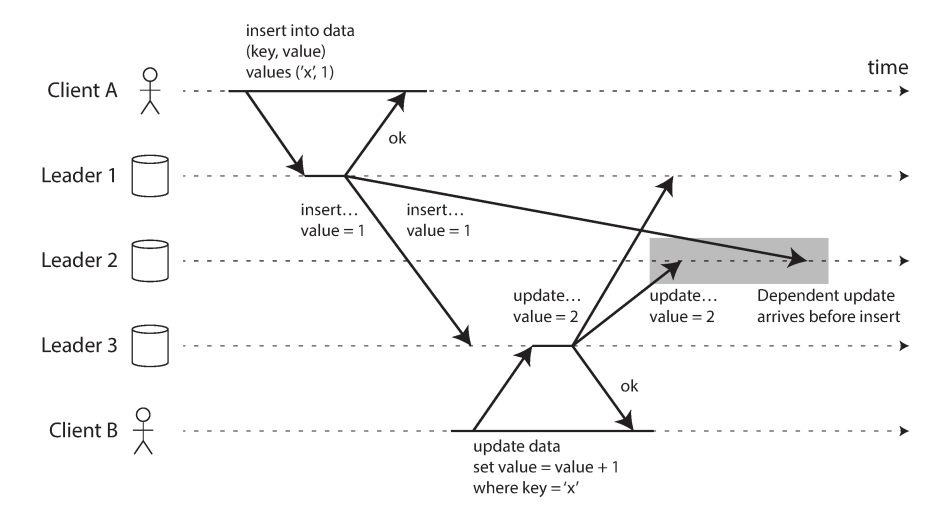 insert into data
(key, value)
values (‘x’, 1)
time
Client A
ok
Leader 1
insert…
value = 1
insert…
value = 1
Leader 2
update…
value = 2
update…
value = 2
Dependent update
arrives before insert
Leader 3
ok
Client B
update data
set value = value + 1
where key = ‘x’